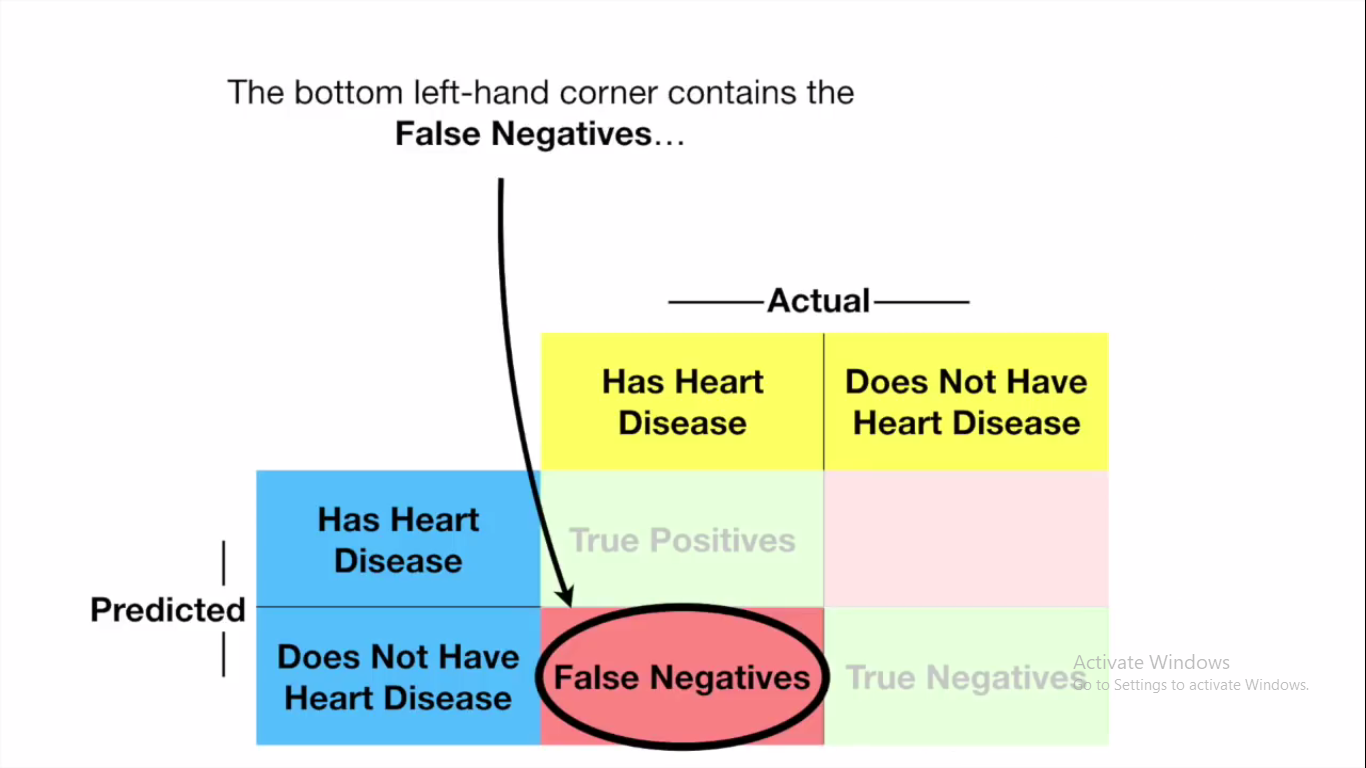 The bottom left-hand corner contains the
False Negatives…
Actual
Has Heart
Disease
Does Not Have
Heart Disease
Has Heart
Disease
True Positives
Predicted
Does Not Have
Heart Disease
False Negatives
True Negatives
Activate Windows
Go to Settings to activate Windows.